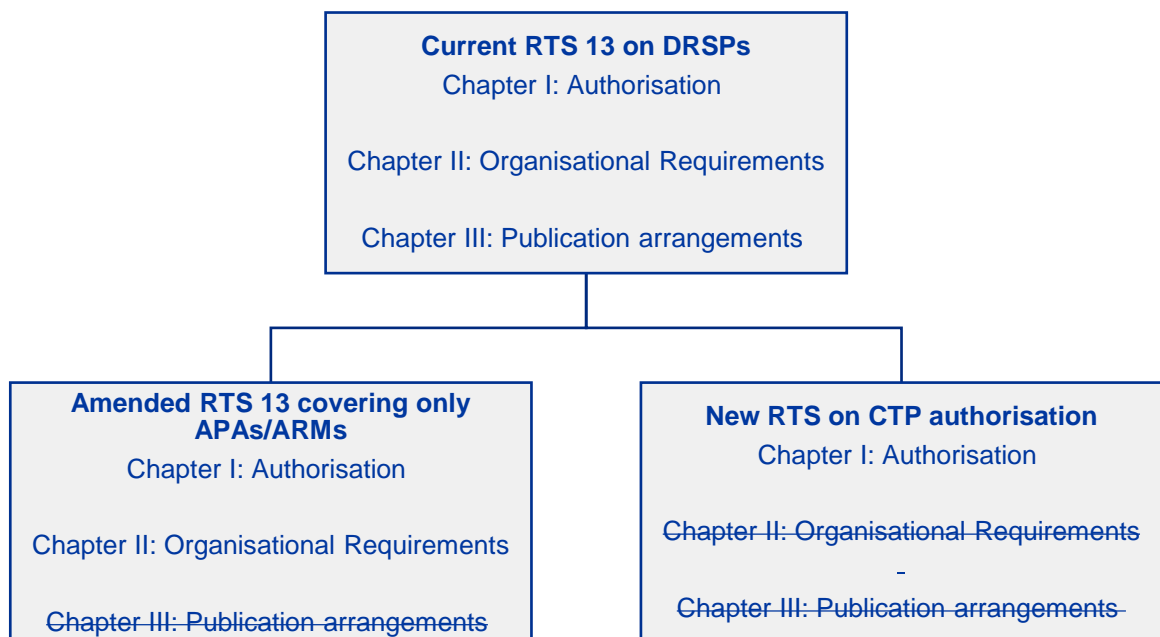 Current RTS 13 on DRSPs
Chapter I: Authorisation
Chapter II: Organisational Requirements
Chapter III: Publication arrangements
Amended RTS 13 covering only
APAs/ARMs
Chapter I: Authorisation
Chapter II: Organisational Requirements
Chapter III: Publication arrangements
New RTS on CTP authorisation
Chapter I: Authorisation
Chapter II: Organisational Requirements
Chapter III: Publication arrangements